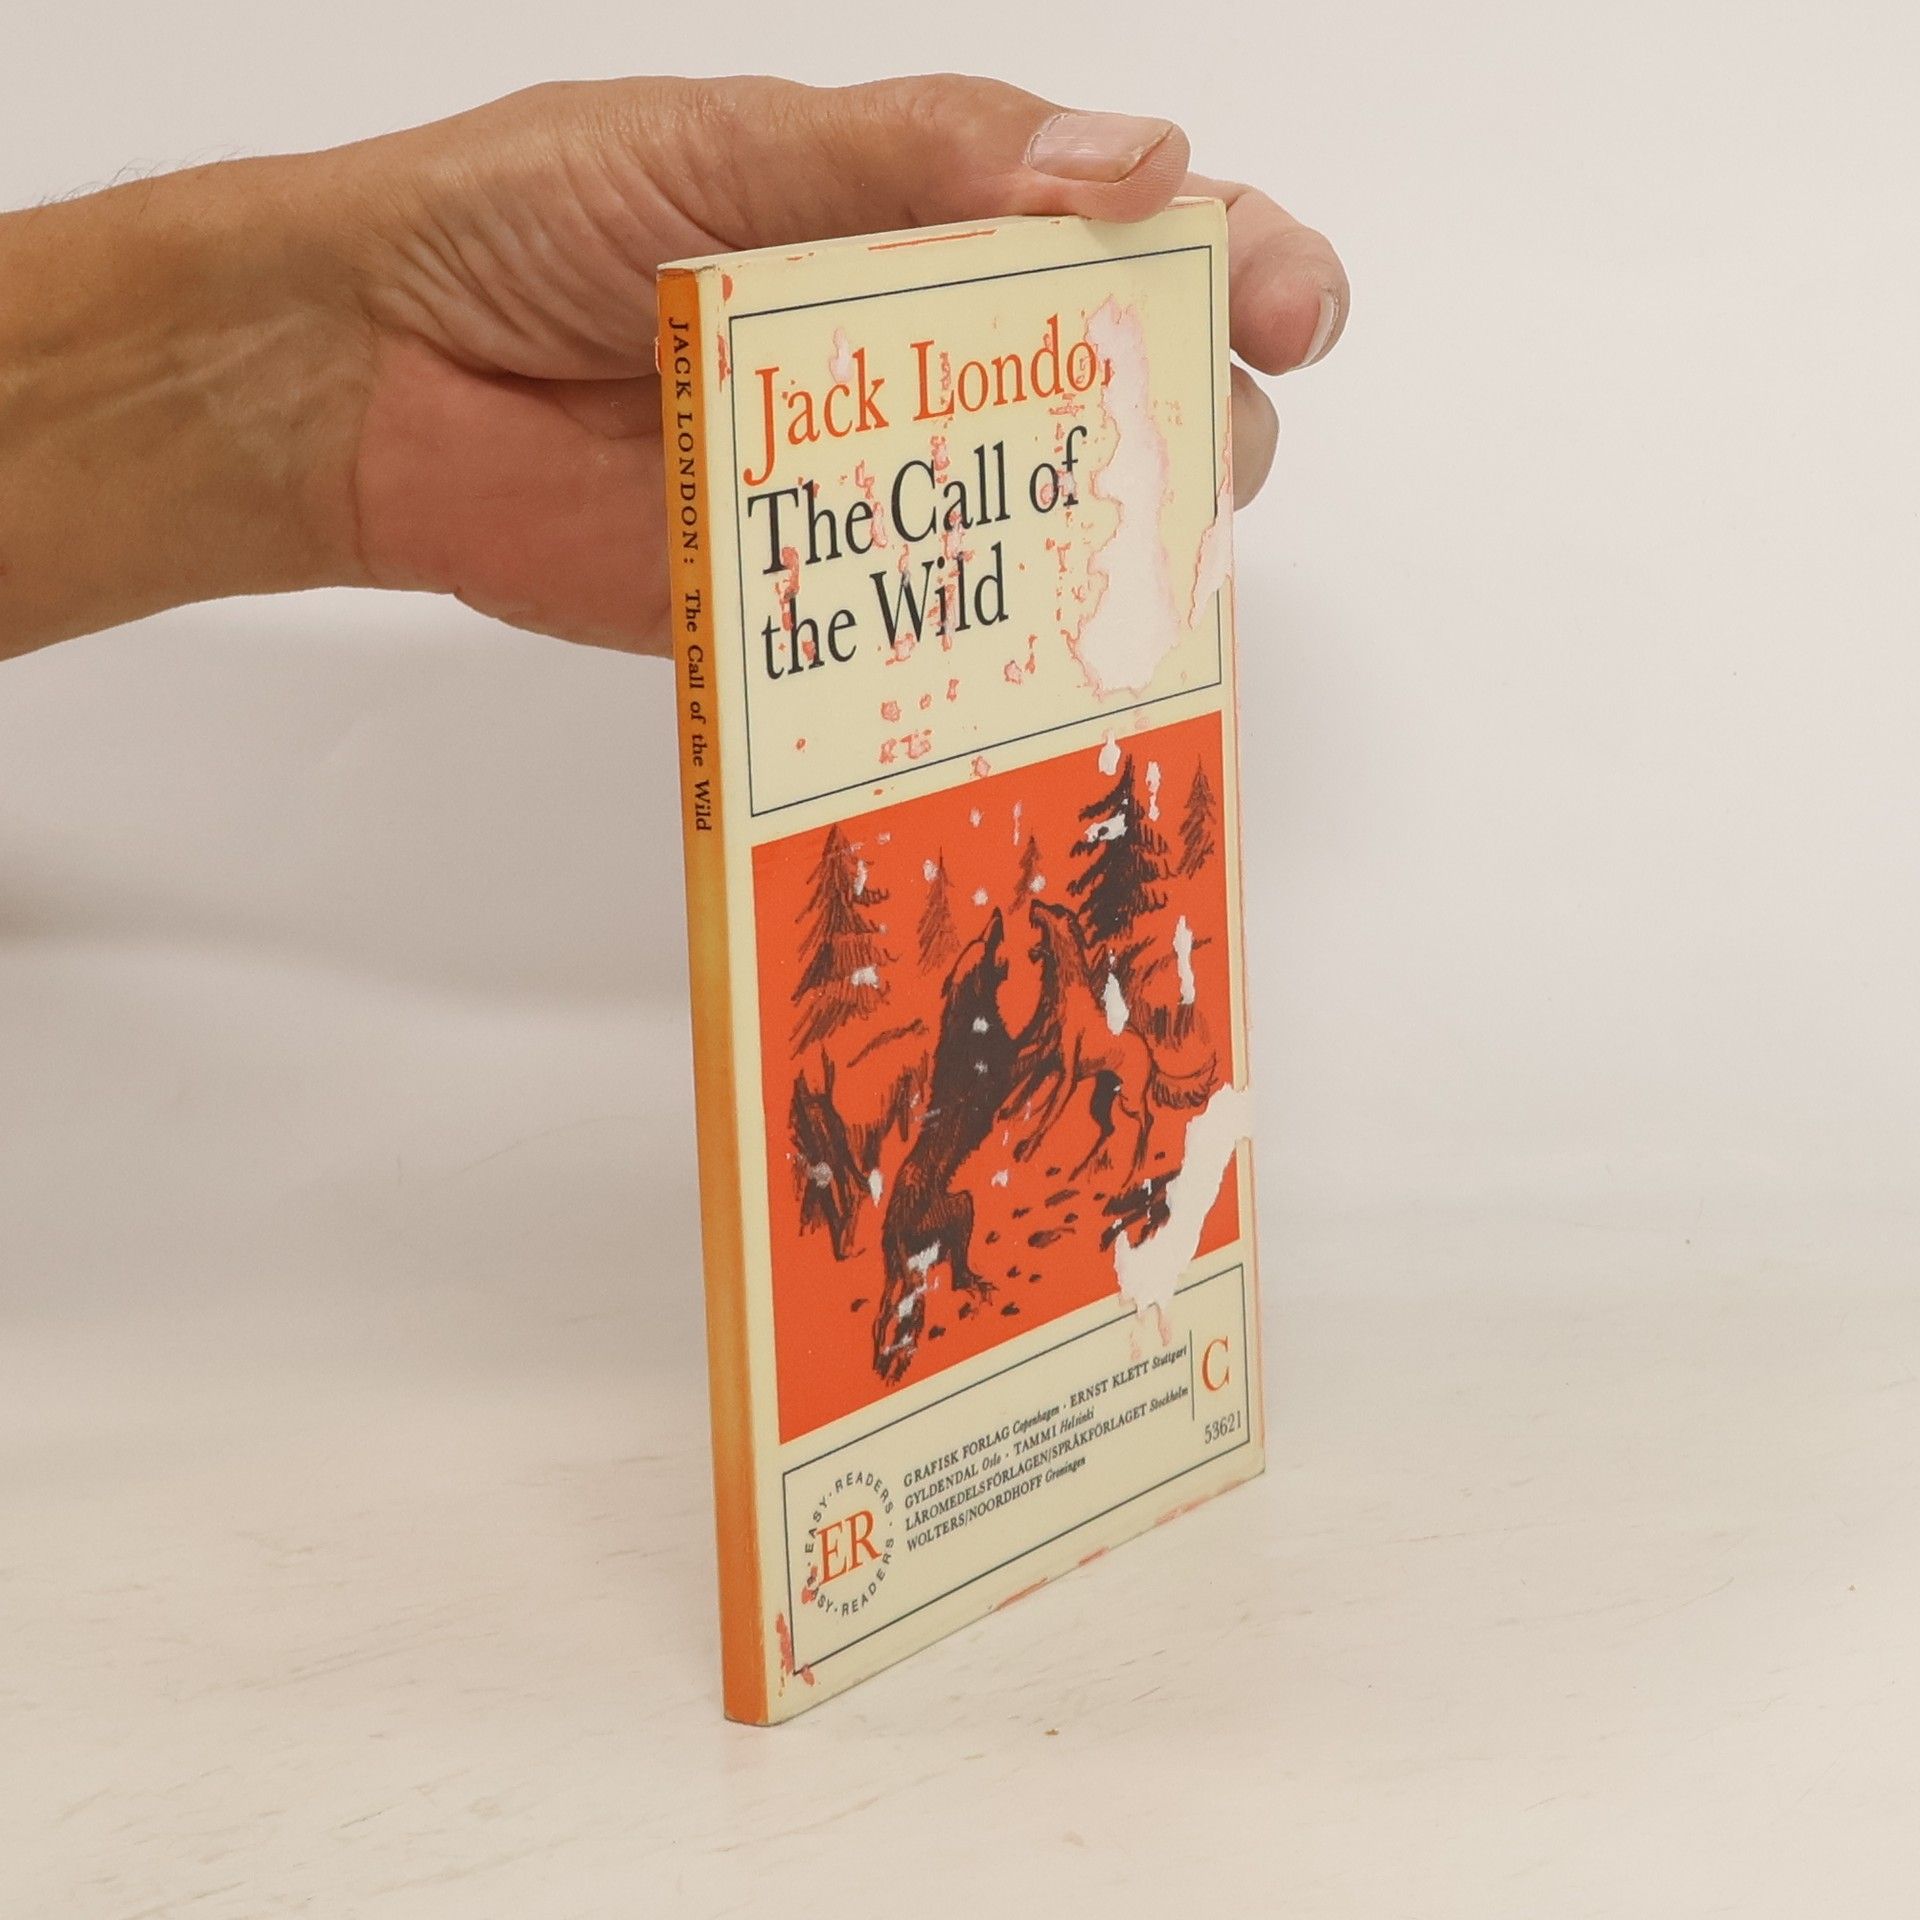 JACK LONDON: The Call of the Wild
Jack Londo
The Call of
the Wild
GRAFISK FORLAG Copenhagen · ERNST KLETT Stuttgart
GYLDENDAL Oslo · TAMMI Helsinki
LÄROMEDELSFÖRLAGEN/SPRÅKFÖRLAGET Stockholm
WOLTERS/NOORDHOFF Groningen
C
53621
EASY · READERS · EASY · READERS ·
ER